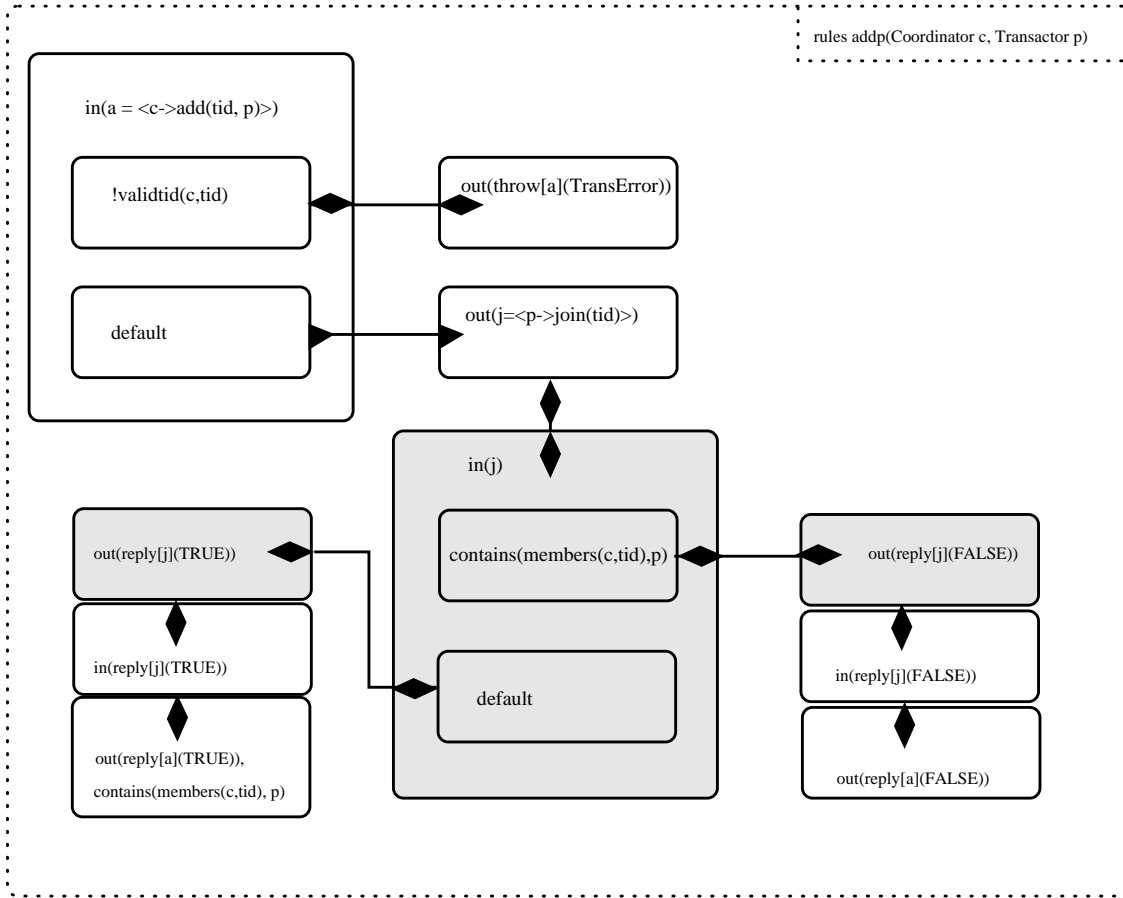 rules addp(Coordinator c, Transactor p)
in(a = <c->add(tid, p)>)
!validtid(c,tid)
out(throw[a](TransError))
default
out(j=<p->join(tid)>)
in(j)
contains(members(c,tid),p)
default
out(reply[j](TRUE))
in(reply[j](TRUE))
out(reply[a](TRUE)),
contains(members(c,tid), p)
out(reply[j](FALSE))
in(reply[j](FALSE))
out(reply[a](FALSE))